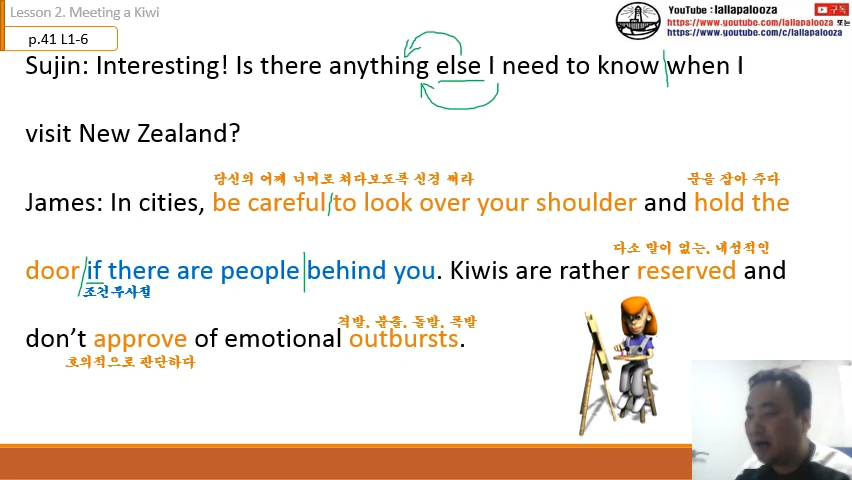 Lesson 2. Meeting a Kiwi
YouTube : @lallapalooza 구독
https://www.youtube.com/lallapalooza 또는
https://www.youtube.com/c/lallapalooza
p.41 L1-6
Sujin: Interesting! Is there anything else I need to know when I
visit New Zealand?
당신의 어께 너머로 쳐다보도록 신경 써라
문을 잡아 주다
James: In cities, be careful to look over your shoulder and hold the
다소 말이 없는, 내성적인
door if there are people behind you. Kiwis are rather reserved and
조건부사절
격발, 분출, 돌발, 폭발
don't approve of emotional outbursts.
호의적으로 판단하다